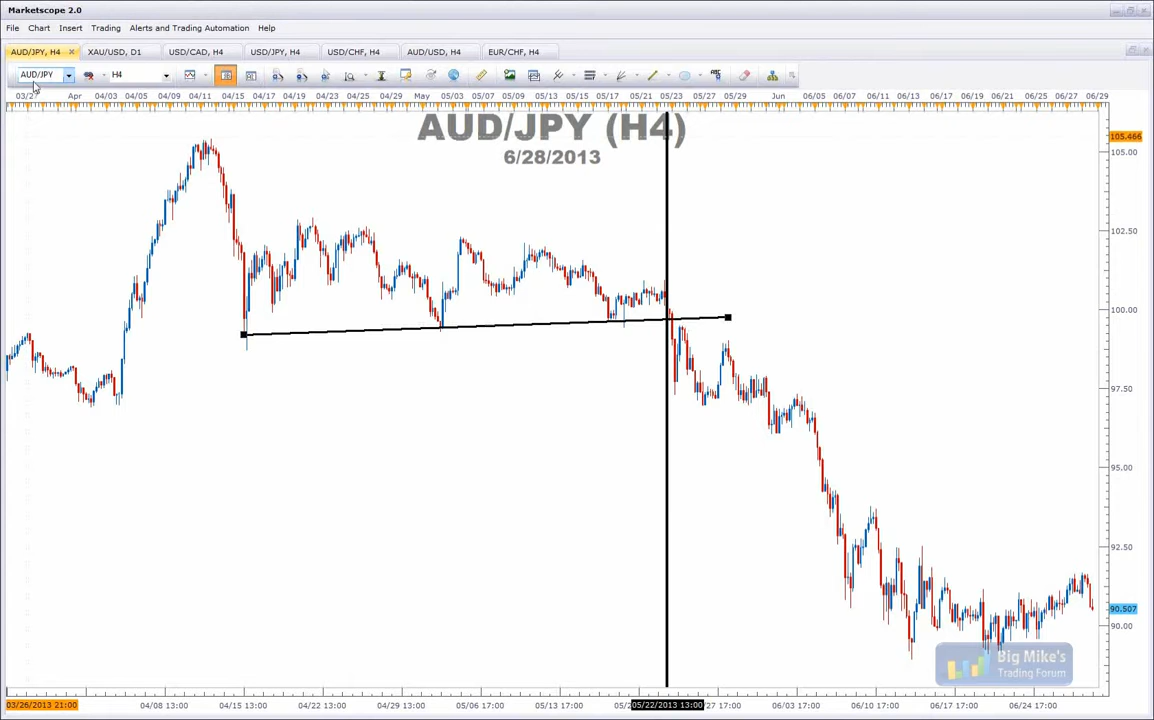 Marketscope 2.0
File Chart Insert Trading Alerts and Trading Automation Help
AUD/JPY, H4 XAU/USD, D1 USD/CAD, H4 USD/JPY, H4 USD/CHF, H4 AUD/USD, H4 EUR/CHF, H4
AUD/JPY H4
03/27 Apr 04/03 04/05 04/09 04/11 04/15 04/17 04/19 04/23 04/25 04/29 May 05/03 05/07 05/09 05/13 05/15 05/17 05/21 05/23 05/27 05/29 Jun 06/05 06/07 06/11 06/13 06/17 06/19 06/21 06/25 06/27 06/29
AUD/JPY (H4)
6/28/2013
105.466
105.00
102.50
100.00
97.50
95.00
92.50
90.507
90.00
Big Mike's
Trading Forum
03/26/2013 21:00 04/08 13:00 04/15 13:00 04/22 13:00 04/29 13:00 05/06 17:00 05/13 17:00 05/22/2013 13:00 /27 17:00 06/03 17:00 06/10 17:00 06/17 17:00 06/24 17:00